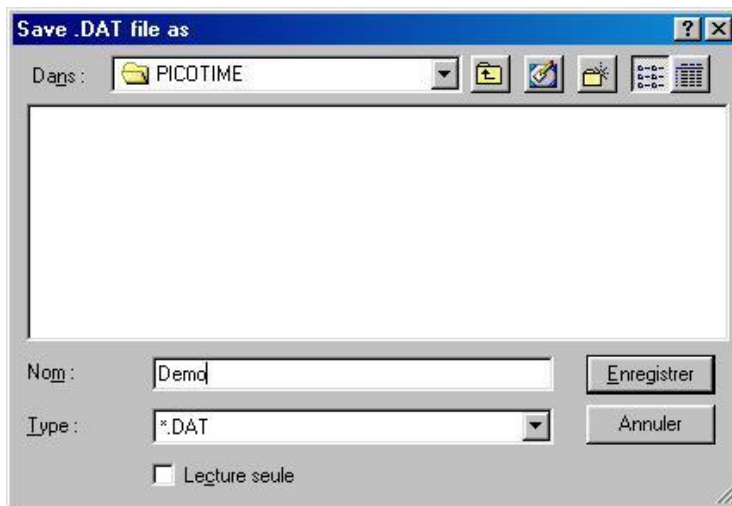 Save .DAT file as
Dans : PICOTIME
Nom : Demo Enregistrer
Type : *.DAT Annuler
Lecture seule